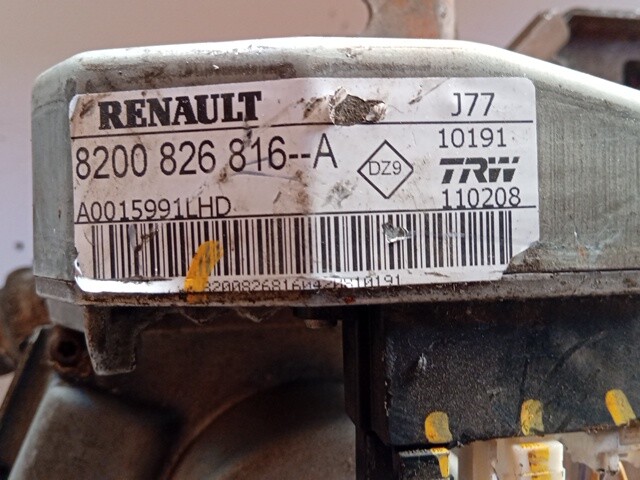 RENAULT J77
8200 826 816--A DZ9 10191
TRW
A0015991LHD 110208